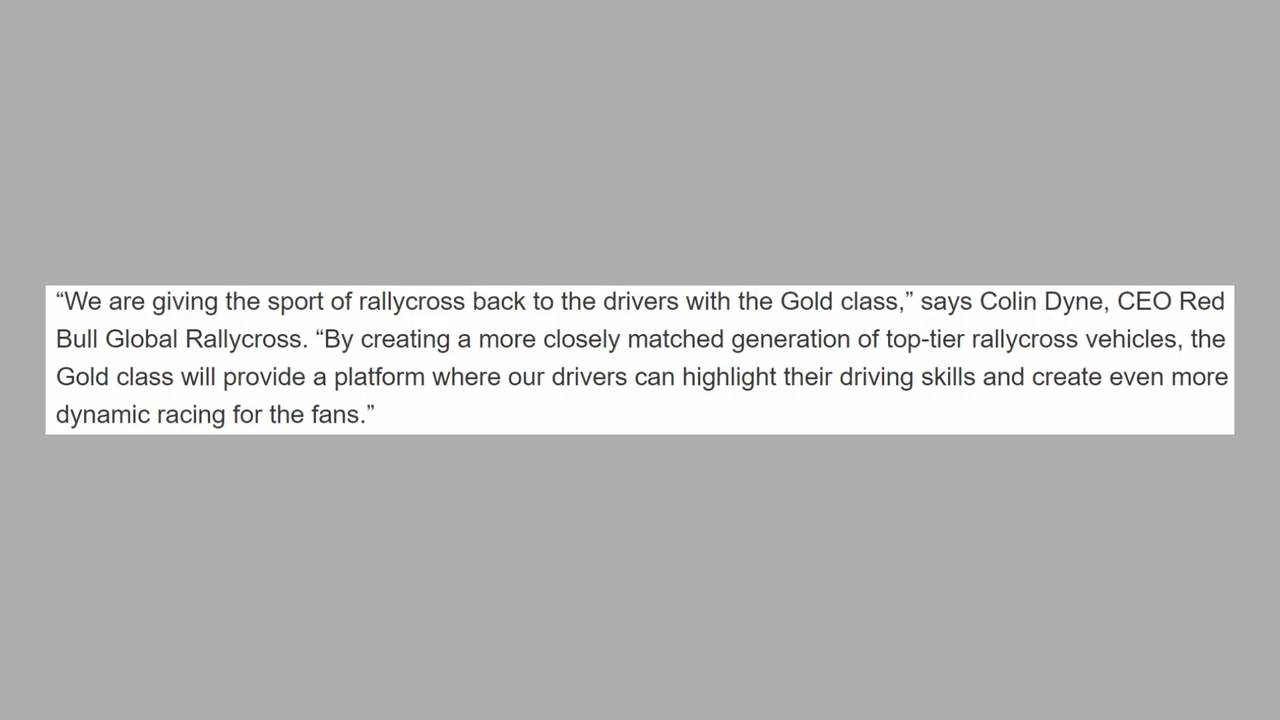 “We are giving the sport of rallycross back to the drivers with the Gold class,” says Colin Dyne, CEO Red
Bull Global Rallycross. “By creating a more closely matched generation of top-tier rallycross vehicles, the
Gold class will provide a platform where our drivers can highlight their driving skills and create even more
dynamic racing for the fans.”